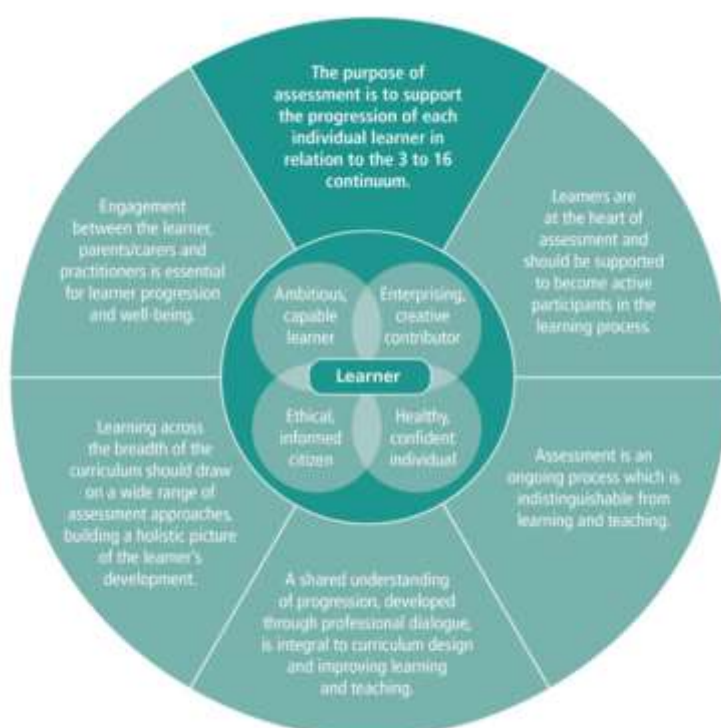 The purpose of
assessment is to support
the progression of each
individual learner in
relation to the 3 to 16
continuum.
Learners are
at the heart of
assessment and
should be supported
to become active
participants in the
learning process.
Assessment is an
ongoing process which is
indistinguishable from
learning and teaching.
A shared understanding
of progression, developed
through professional dialogue,
is integral to curriculum design
and improving learning
and teaching.
Learning across
the breadth of the
curriculum should draw
on a wide range of
assessment approaches,
building a holistic picture
of the learner's
development.
Engagement
between the learner,
parents/carers and
practitioners is essential
for learner progression
and well-being.
Ambitious,
capable
learner
Enterprising,
creative
contributor
Learner
Ethical,
informed
citizen
Healthy,
confident
individual